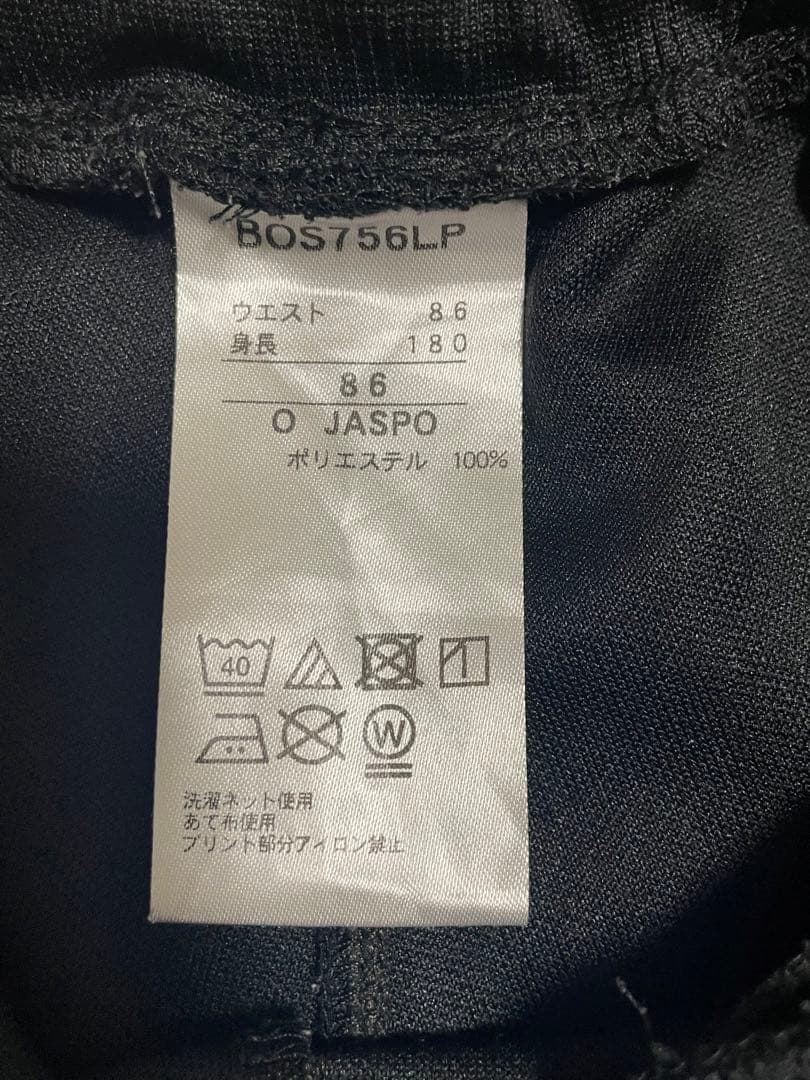 BOS756LP
ウエスト 86
身長 180
86
O JASPO
ポリエステル 100%
40
W
洗濯ネット使用
あて布使用
プリント部分アイロン禁止